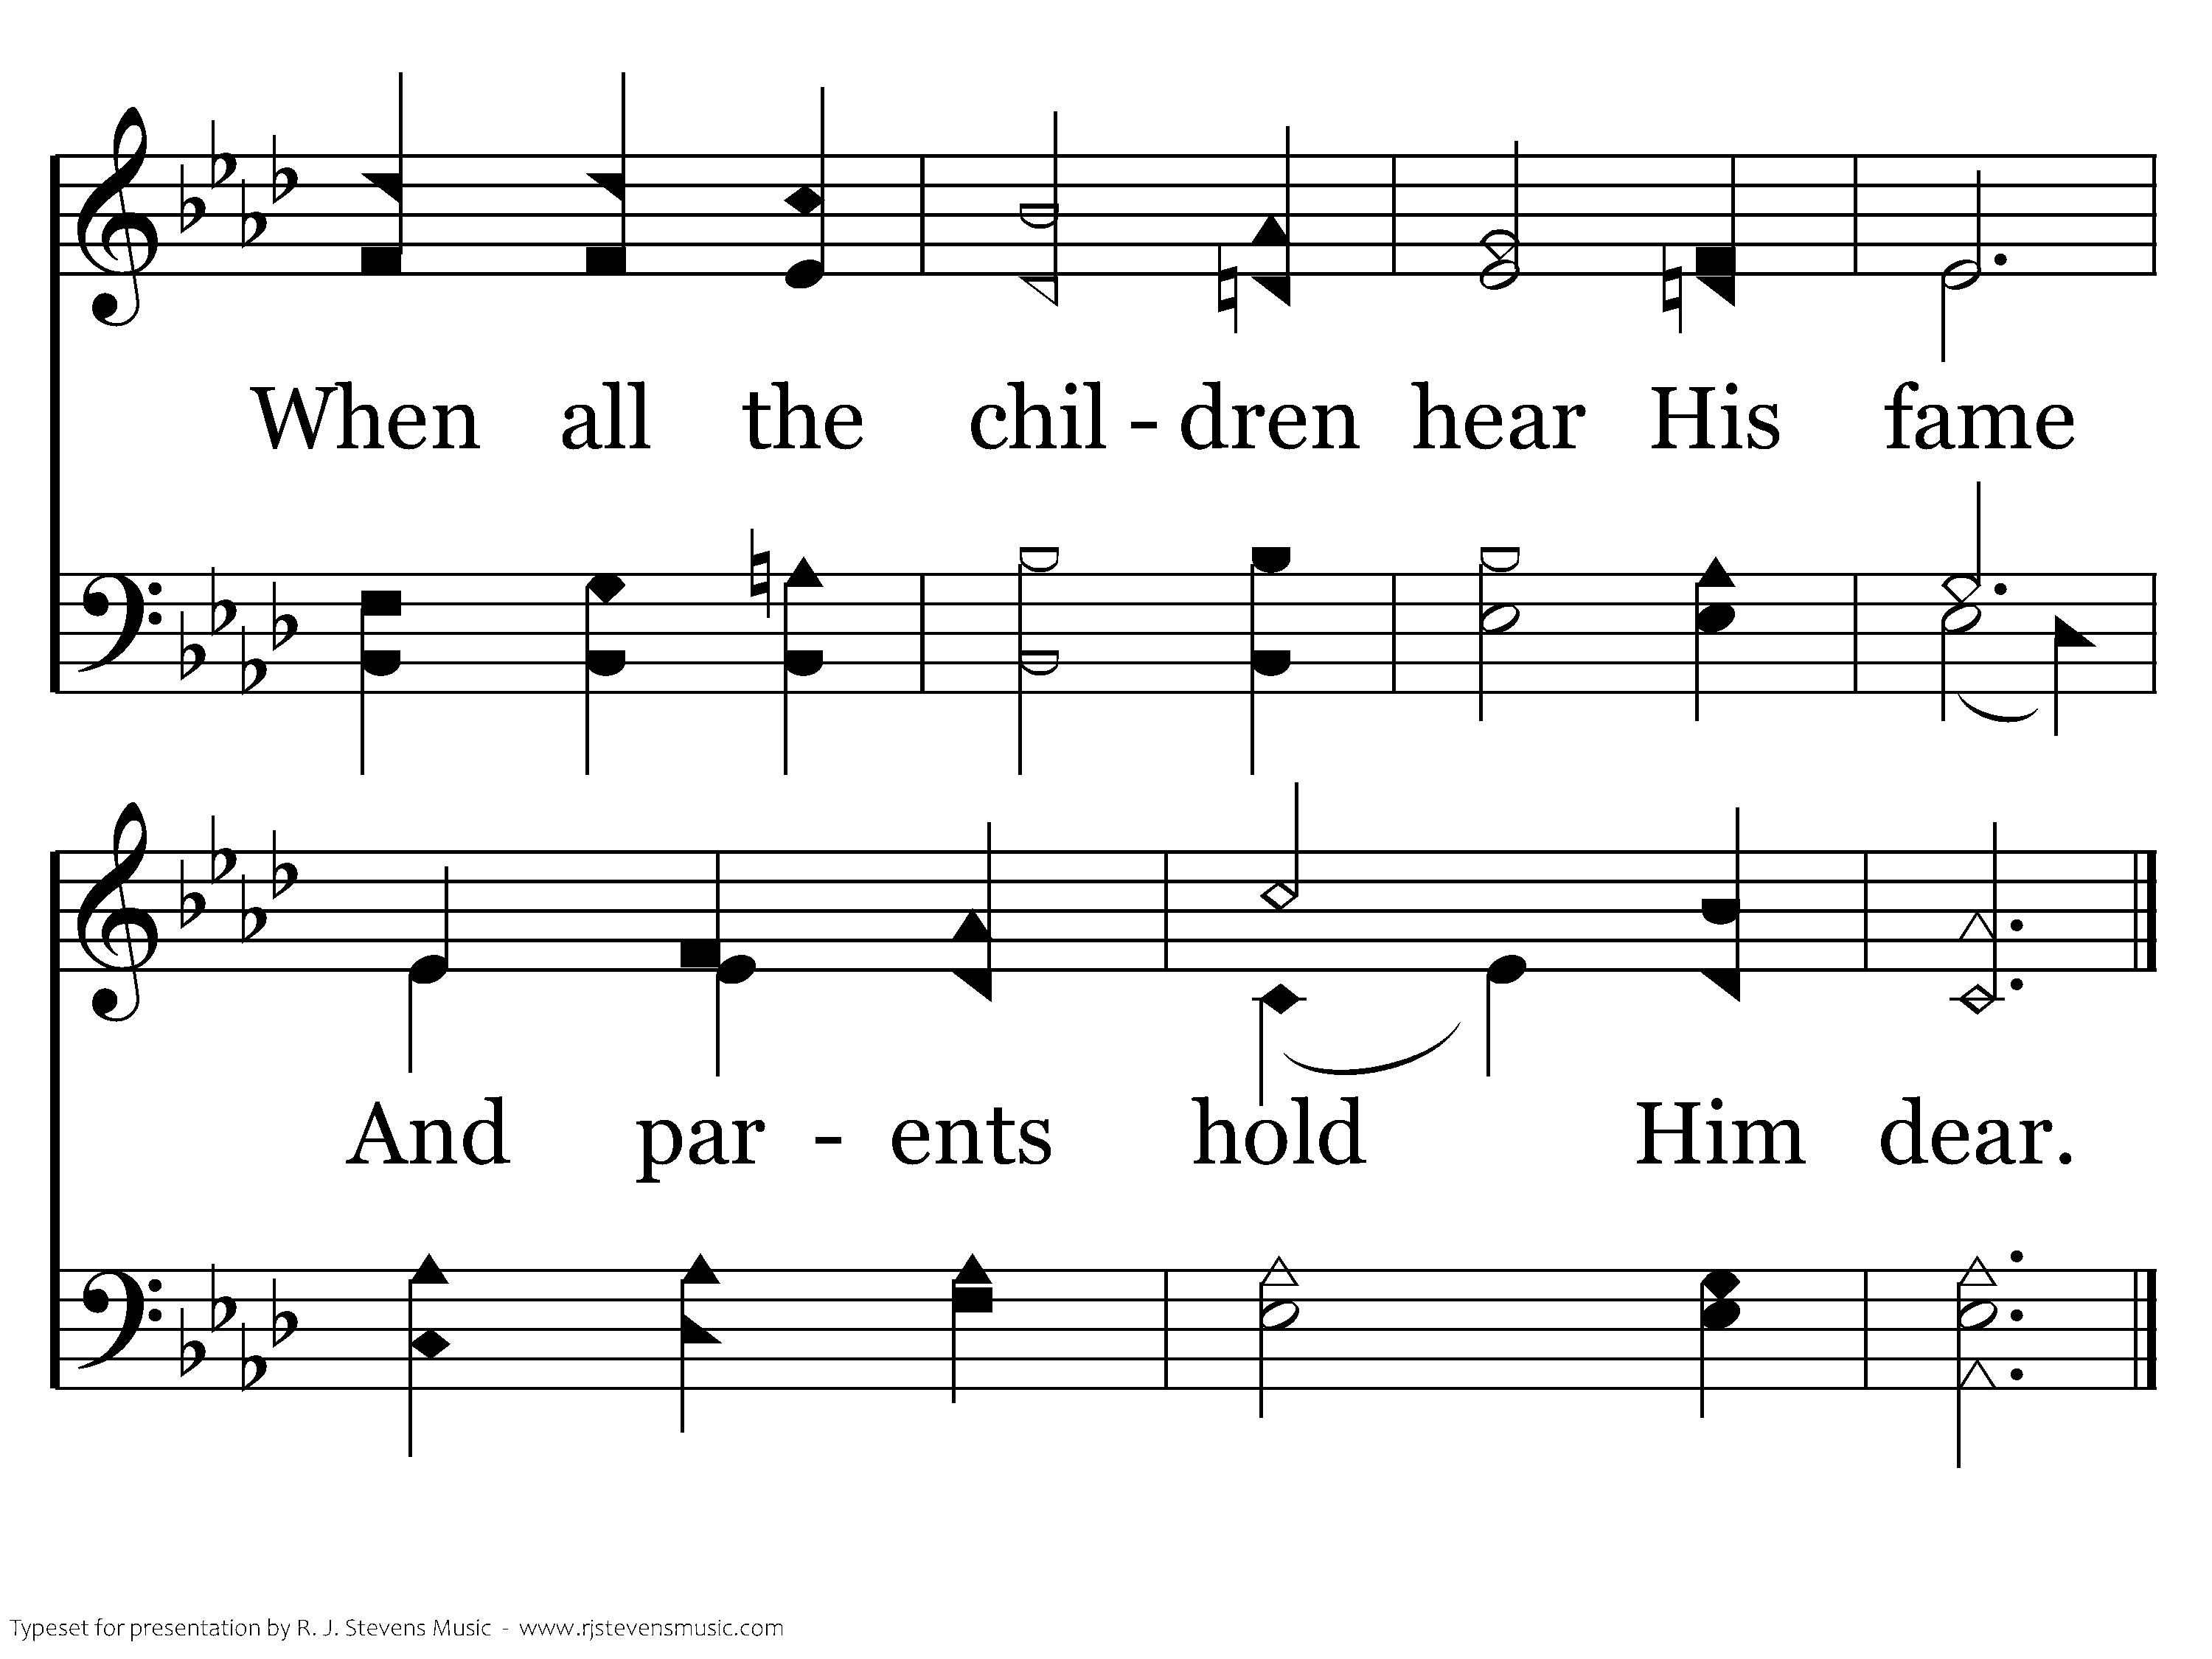 When all the chil - dren hear His fame
And par - ents hold Him dear.
Typeset for presentation by R. J. Stevens Music - www.rjstevensmusic.com